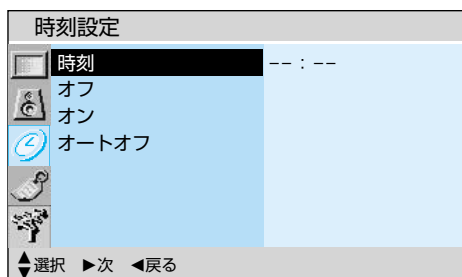 時刻設定
時刻 −−：−−
オフ
オン
オートオフ
▲▼選択 ▶次 ◀戻る